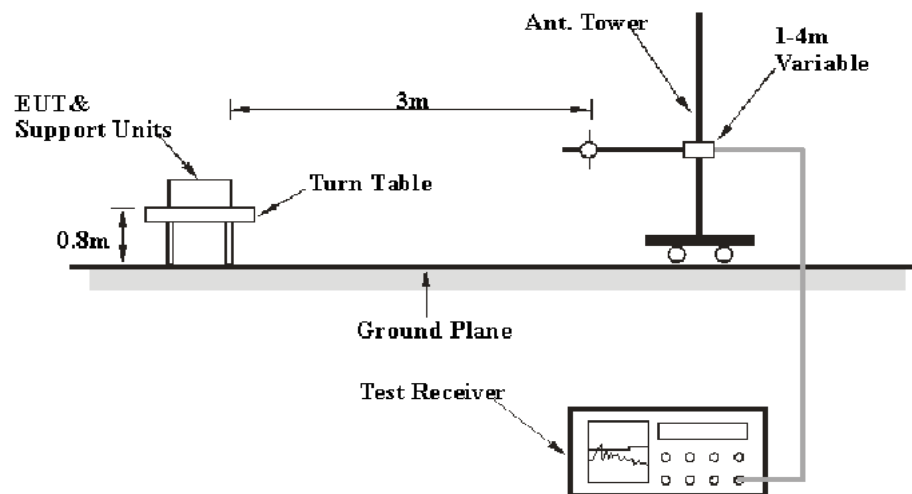 Ant. Tower
1-4m
Variable
EUT &
Support Units
3m
Turn Table
0.8m
Ground Plane
Test Receiver